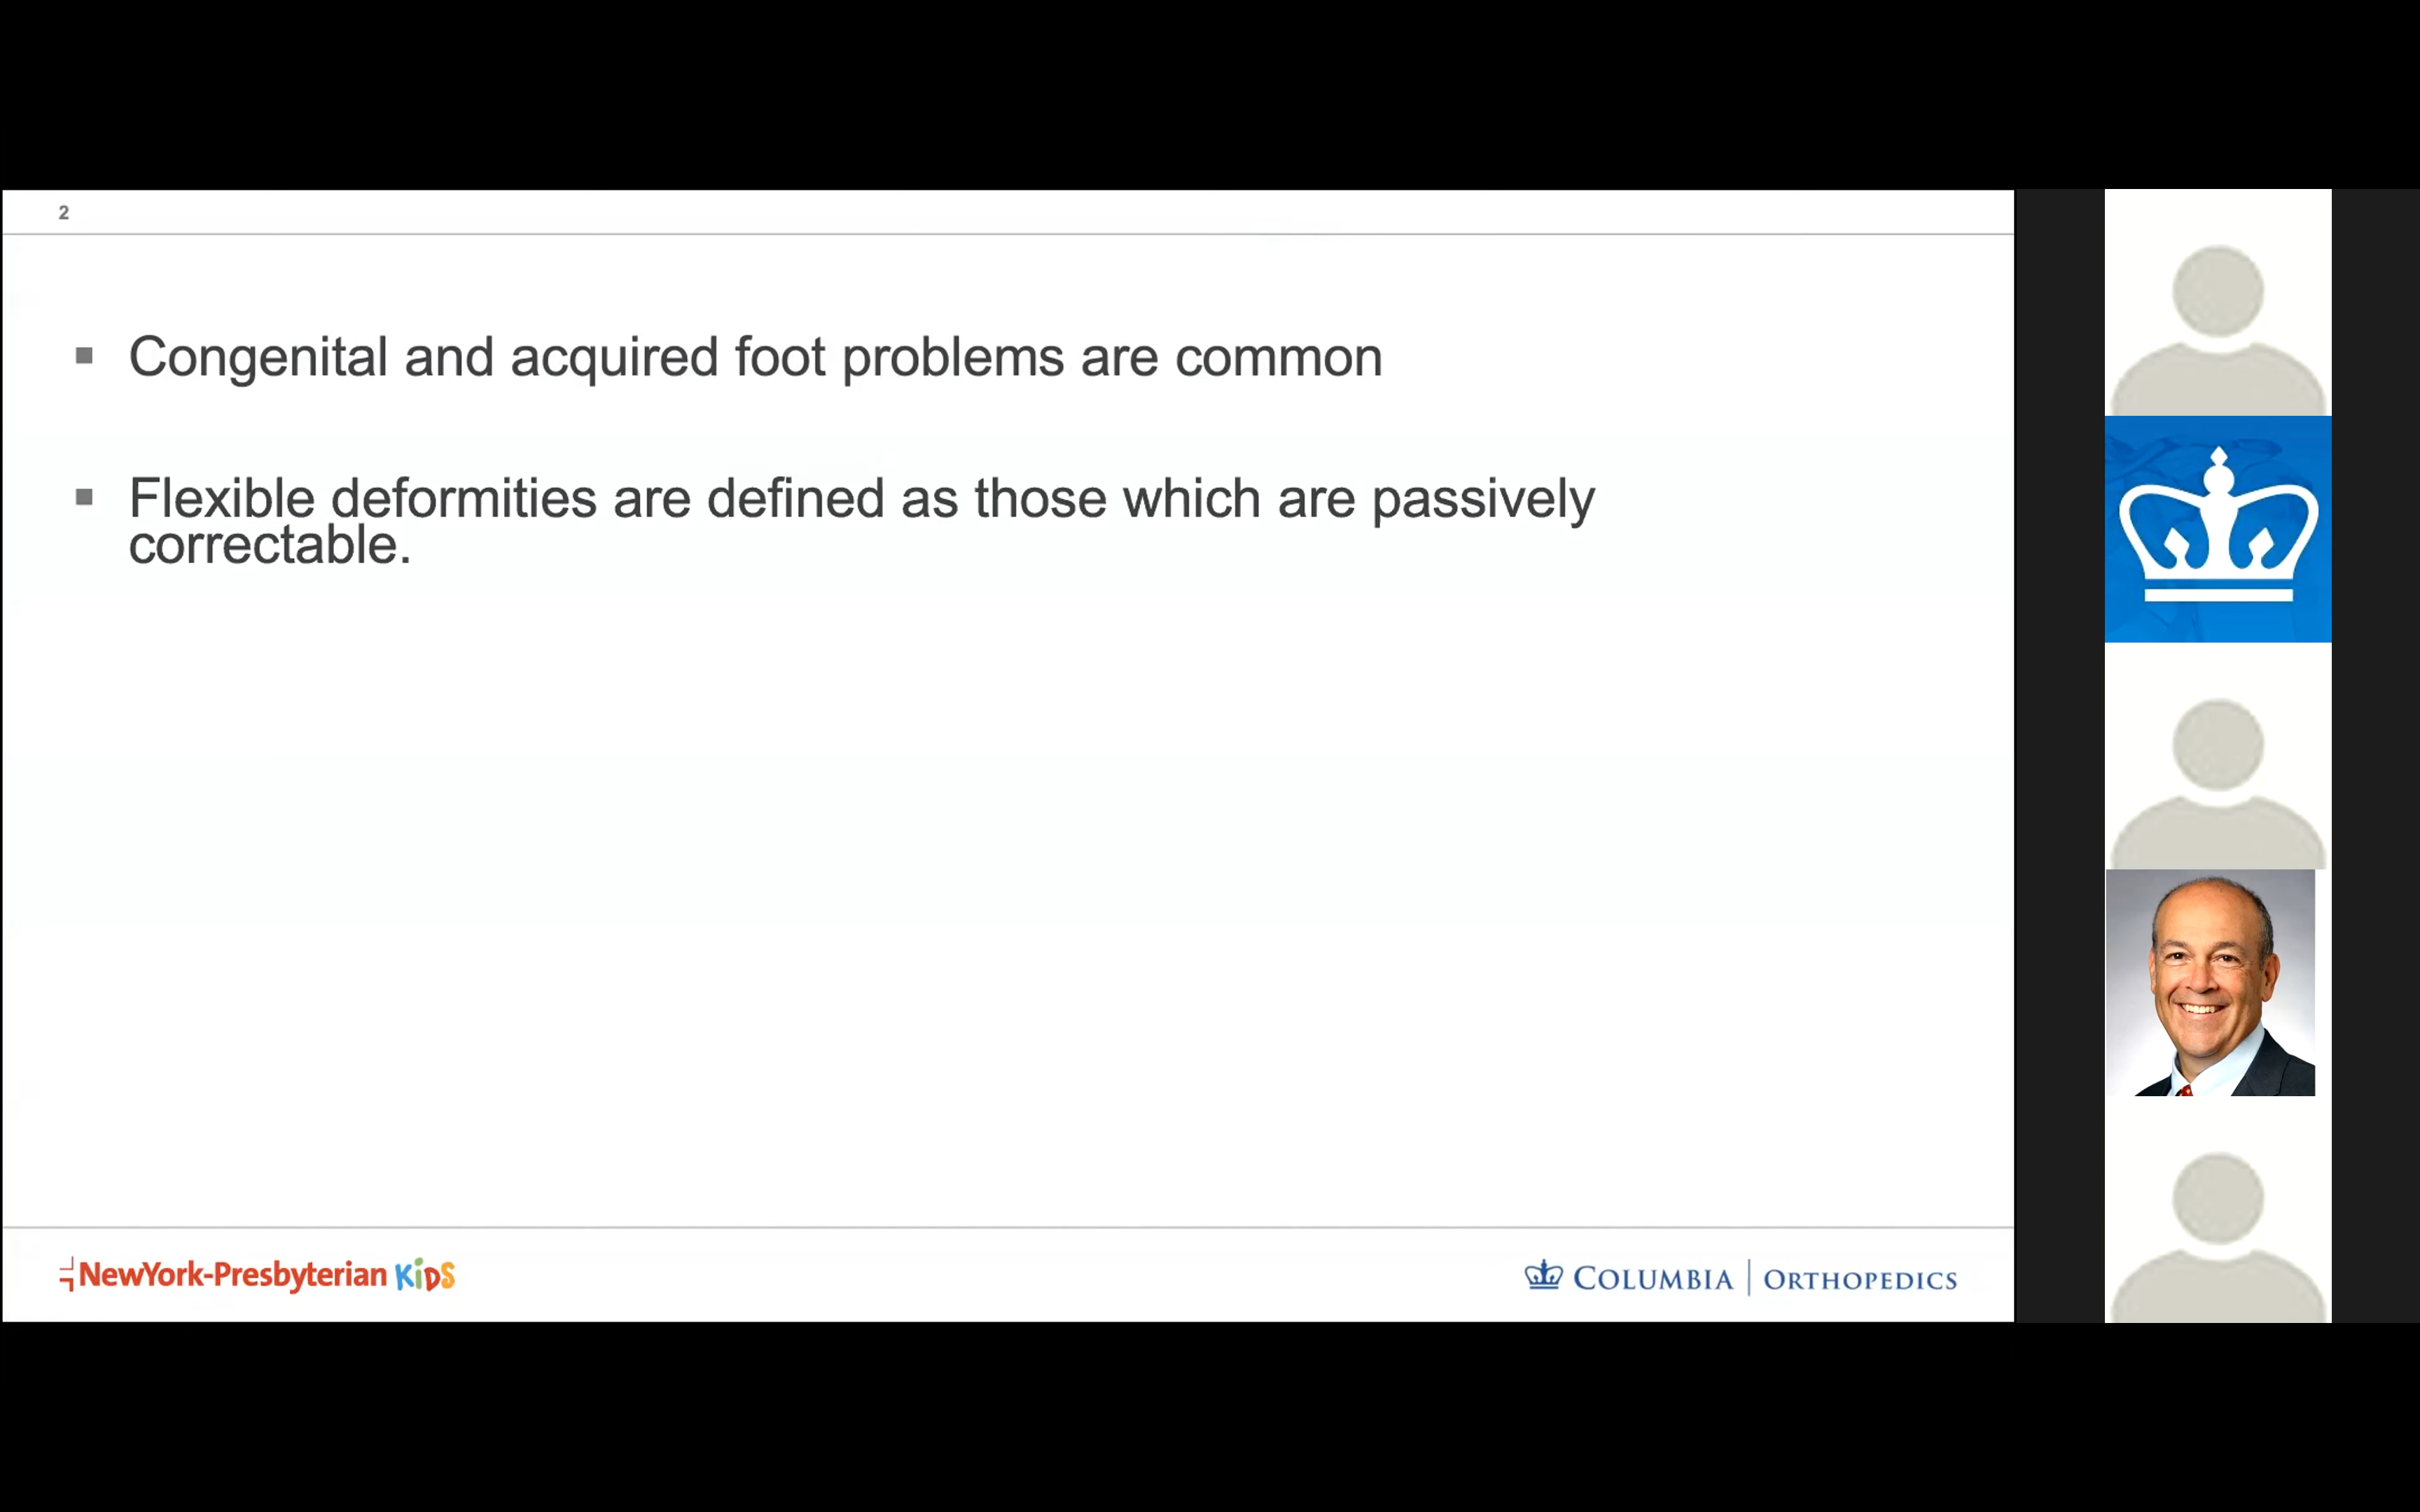 2
Congenital and acquired foot problems are common
Flexible deformities are defined as those which are passively
correctable.
NewYork-Presbyterian KiDS
COLUMBIA | ORTHOPEDICS